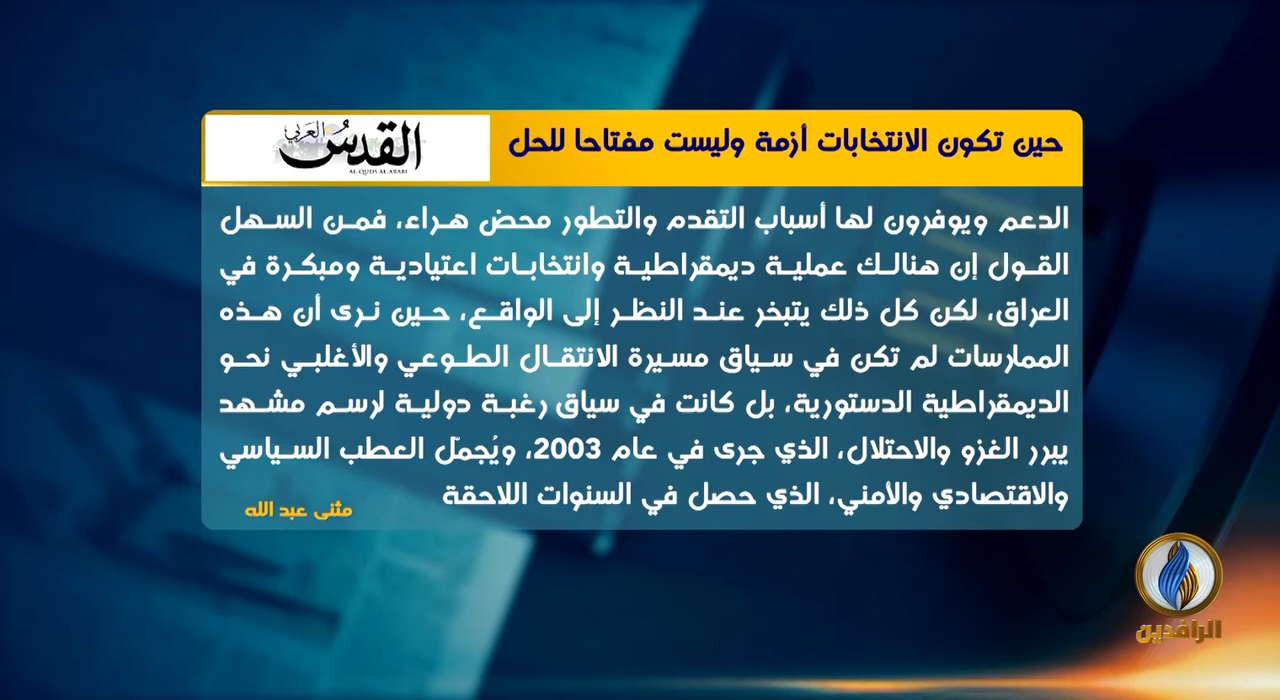 حين تكون الانتخابات أزمة وليست مفتاحا للحل
القدس العربي
AL-QUDS AL-ARABI
الدعم ويوفرون لها أسباب التقدم والتطور محض هراء، فمن السهل
القول إن هنالك عملية ديمقراطية وانتخابات اعتيادية ومبكرة في
العراق، لكن كل ذلك يتبخر عند النظر إلى الواقع، حين نرى أن هذه
الممارسات لم تكن في سياق مسيرة الانتقال الطوعي والأغلبي نحو
الديمقراطية الدستورية، بل كانت في سياق رغبة دولية لرسم مشهد
يبرر الغزو والاحتلال، الذي جرى في عام 2003، ويُجمّل العطب السياسي
والاقتصادي والأمني، الذي حصل في السنوات اللاحقة
مثنى عبد الله
الرافدين